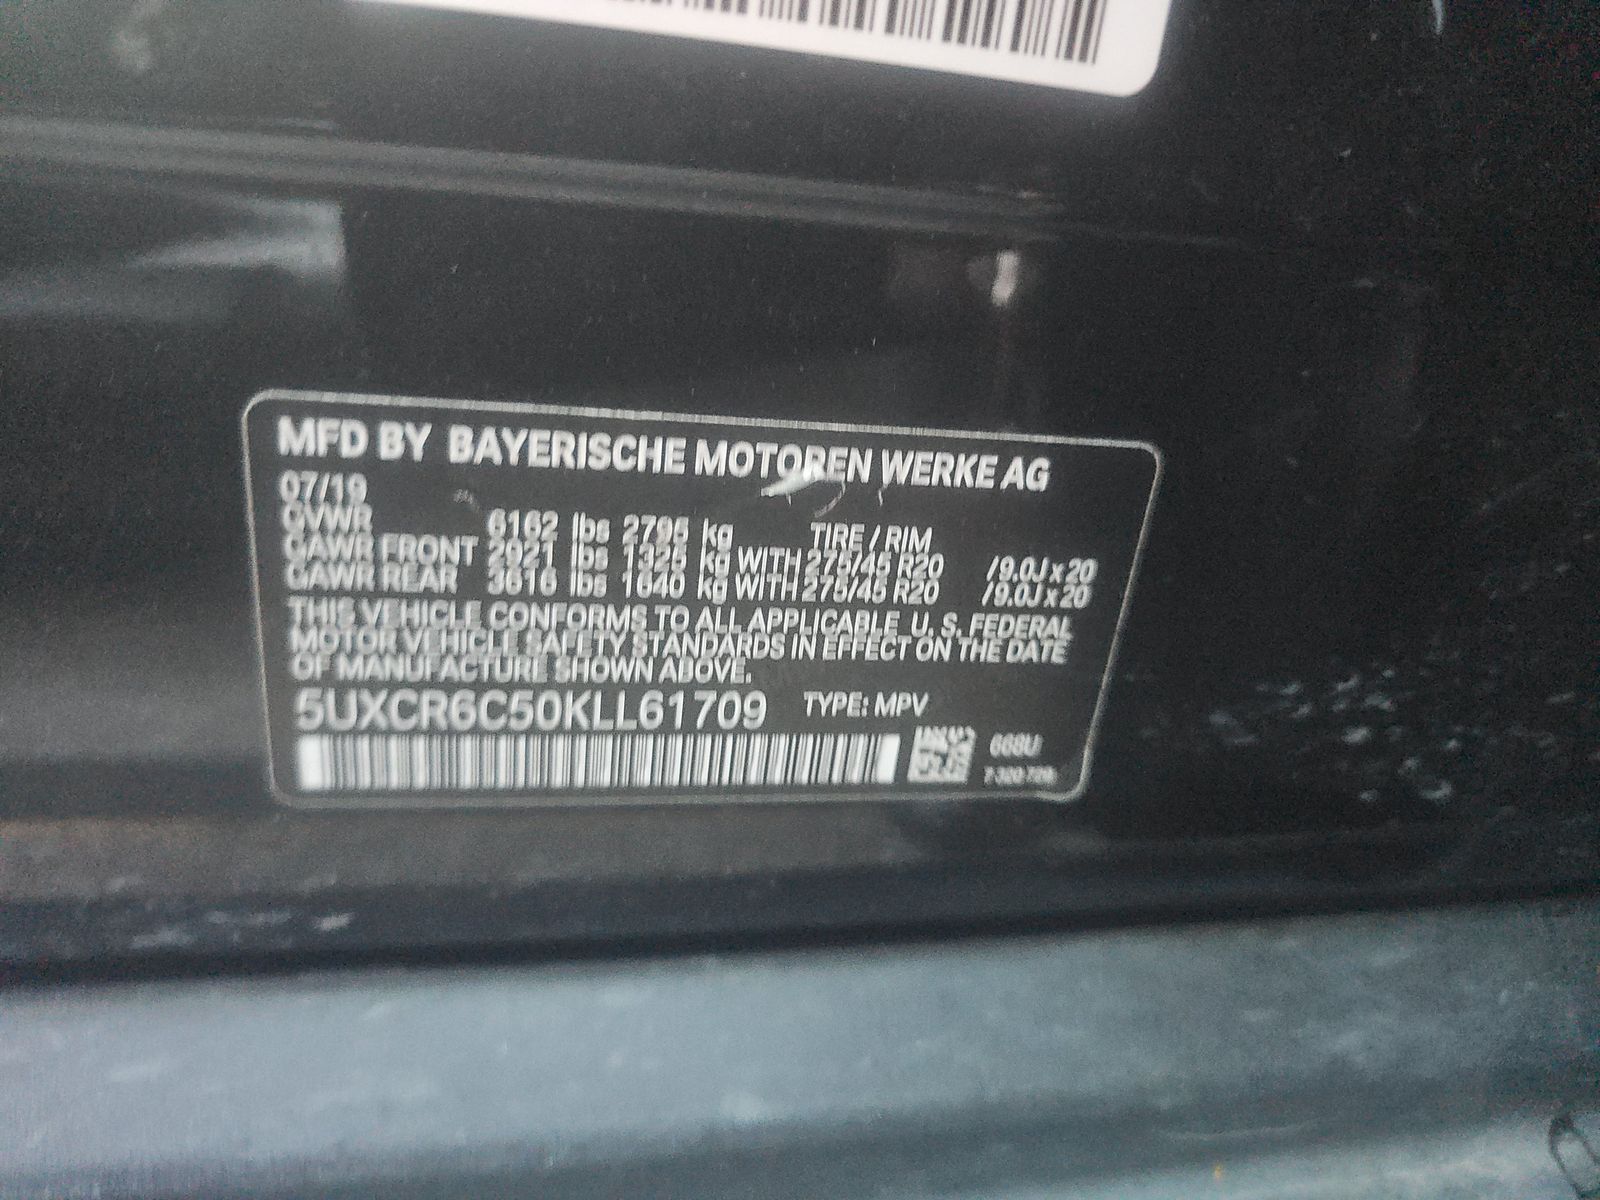 MFD BY BAYERISCHE MOTOREN WERKE AG
07/19
GVWR 6162 lbs 2795 kg TIRE / RIM
GAWR FRONT 2921 lbs 1325 kg WITH 275/45 R20 / 9.0J x 20
GAWR REAR 3616 lbs 1640 kg WITH 275/45 R20 / 9.0J x 20
THIS VEHICLE CONFORMS TO ALL APPLICABLE U. S. FEDERAL
MOTOR VEHICLE SAFETY STANDARDS IN EFFECT ON THE DATE
OF MANUFACTURE SHOWN ABOVE.
5UXCR6C50KLL61709 TYPE: MPV